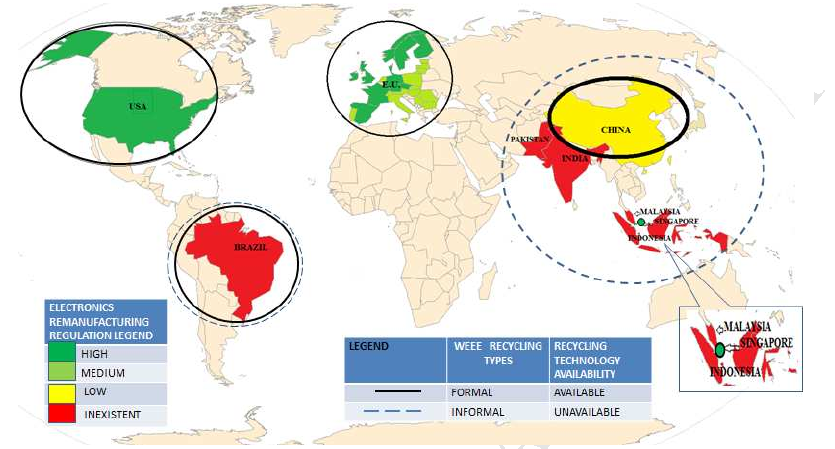 USA
E.U.
CHINA
PAKISTAN
INDIA
MALAYSIA
SINGAPORE
INDONESIA
BRAZIL
ELECTRONICS
REMANUFACTURING
REGULATION LEGEND
HIGH
MEDIUM
LOW
INEXISTENT
LEGEND WEEE RECYCLING TYPES RECYCLING TECHNOLOGY AVAILABILITY
FORMAL AVAILABLE
INFORMAL UNAVAILABLE
MALAYSIA
SINGAPORE
INDONESIA